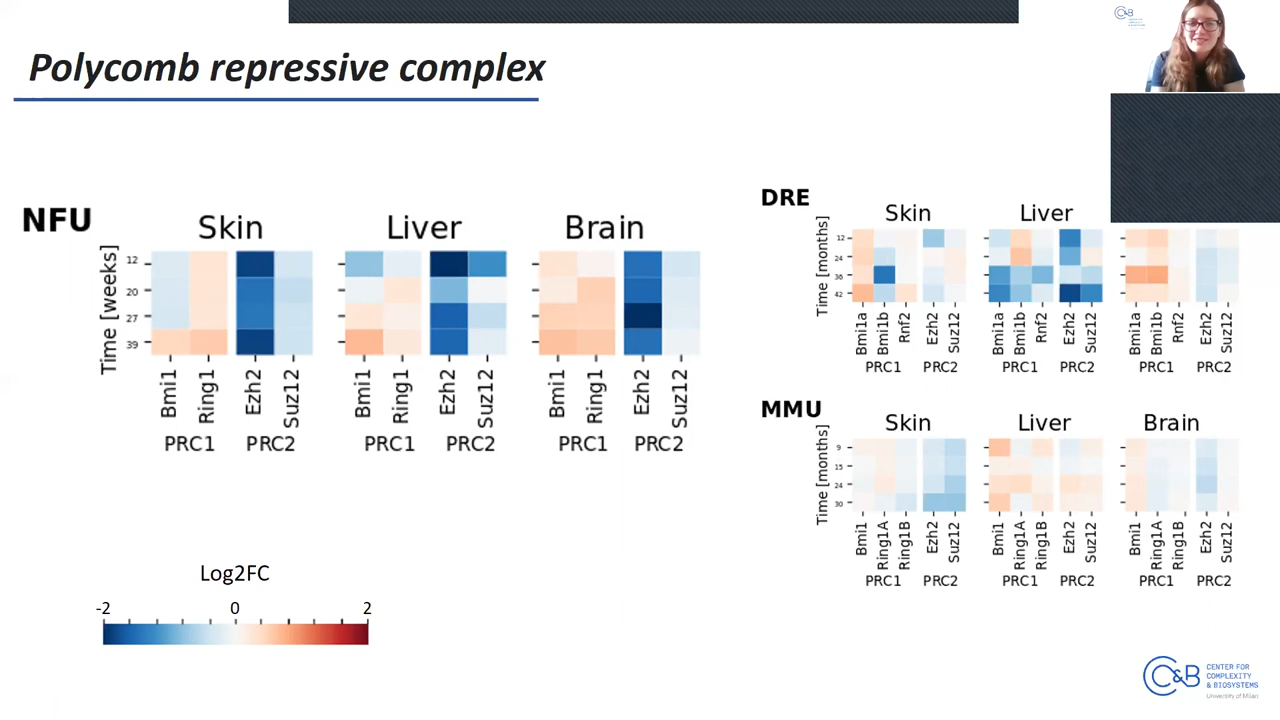 Polycomb repressive complex
NFU
Skin
Liver
Brain
Time [weeks]
12
20
27
39
Bmi1
Ring1
Ezh2
Suz12
Bmi1
Ring1
Ezh2
Suz12
Bmi1
Ring1
Ezh2
Suz12
PRC1
PRC2
PRC1
PRC2
PRC1
PRC2
Log2FC
-2
0
2
DRE
Skin
Liver
Time [months]
12
24
36
42
Bmi1a
Bmi1b
Rnf2
Ezh2
Suz12
Bmi1a
Bmi1b
Rnf2
Ezh2
Suz12
Bmi1a
Bmi1b
Rnf2
Ezh2
Suz12
PRC1
PRC2
PRC1
PRC2
PRC1
PRC2
MMU
Skin
Liver
Brain
Time [months]
9
15
24
30
Bmi1
Ring1A
Ring1B
Ezh2
Suz12
Bmi1
Ring1A
Ring1B
Ezh2
Suz12
Bmi1
Ring1A
Ring1B
Ezh2
Suz12
PRC1
PRC2
PRC1
PRC2
PRC1
PRC2
C&B
CENTER FOR
COMPLEXITY
& BIOSYSTEMS
University of Milan